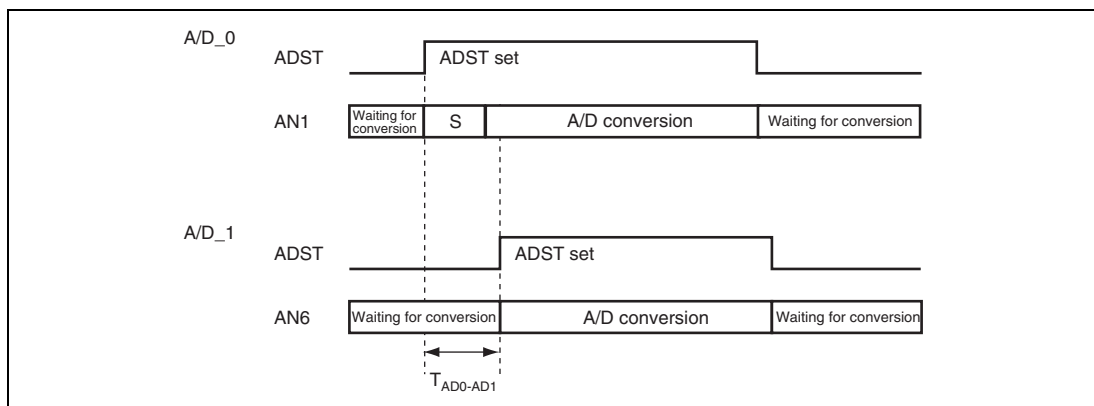 A/D_0
ADST
ADST set
AN1
Waiting for
conversion
S
A/D conversion
Waiting for conversion
A/D_1
ADST
ADST set
AN6
Waiting for conversion
A/D conversion
Waiting for conversion
TAD0-AD1